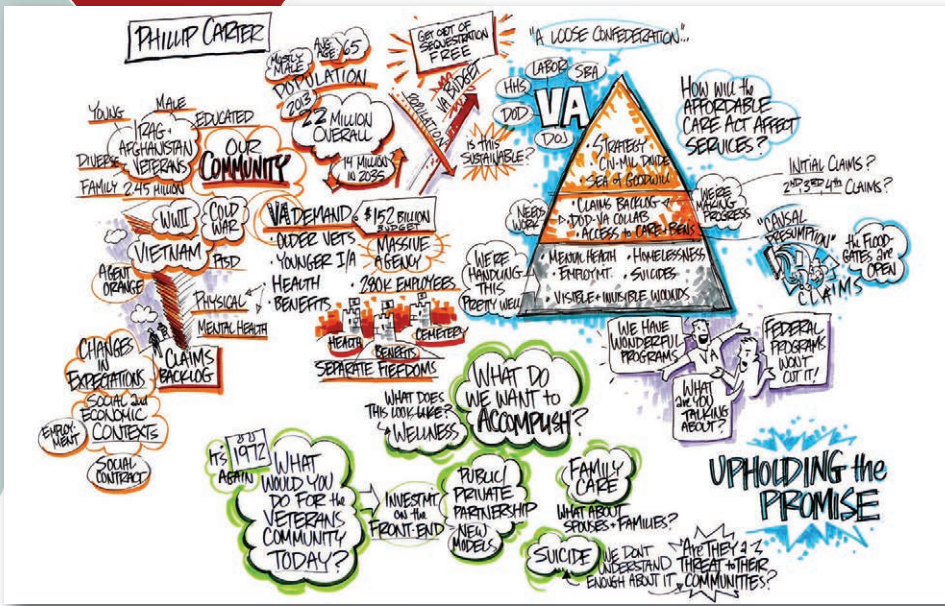 PHILLIP CARTER
YOUNG
MALE
EDUCATED
IRAQ +
AFGHANISTAN
VETERANS
DIVERSE
FAMILY
2.45 MILLION
OUR
COMMUNITY
MOSTLY
MALE
AVE
AGE: 65
POPULATION
2013
22 MILLION
OVERALL
14 MILLION
IN 2035
GET OUT OF
SEQUESTRATION
FREE
POPULATION
VA BUDGET
IS THIS
SUSTAINABLE?
"A LOOSE CONFEDERATION"...
HHS
LABOR
SBA
DOD
VA
DOJ
• STRATEGY
• CIV-MIL DIVIDE
• SEA of GOODWILL
• CLAIMS BACKLOG
• DOD-VA COLLAB
• ACCESS to CARE + BENS
• MENTAL HEALTH
• HOMELESSNESS
• EMPLOYMT.
• SUICIDES
• VISIBLE + INVISIBLE WOUNDS
NEEDS
WORK
WE'RE
MAKING
PROGRESS
WE'RE
HANDLING
THIS
PRETTY WELL
HOW WILL the
AFFORDABLE
CARE ACT AFFECT
SERVICES?
INITIAL CLAIMS?
2ND, 3RD, 4th CLAIMS?
"CAUSAL
PRESUMPTION"
CLAIMS
the FLOOD-
GATES are
OPEN
WWII
COLD
WAR
VIETNAM
PTSD
AGENT
ORANGE
PHYSICAL
MENTAL HEALTH
CLAIMS
BACKLOG
CHANGES
IN
EXPECTATIONS
SOCIAL and
ECONOMIC
CONTEXTS
EMPLOY-
MENT
SOCIAL
CONTRACT
VA DEMAND
• OLDER VETS
• YOUNGER I/A
• HEALTH
• BENEFITS
$152 BILLION
BUDGET
MASSIVE
AGENCY
280K EMPLOYEES
HEALTH
BENEFITS
CEMETERY
SEPARATE FIEFDOMS
WE HAVE
WONDERFUL
PROGRAMS
VA
WHAT
are YOU
TALKING
ABOUT?
FEDERAL
PROGRAMS
WON'T
CUT IT!
WHAT DOES
THIS LOOK LIKE?
WELLNESS
WHAT DO
WE WANT to
ACCOMPLISH?
IT'S
1972
AGAIN
WHAT
WOULD YOU
DO FOR the
VETERANS
COMMUNITY
TODAY?
INVESTMT.
on the
FRONT-END
PUBLIC/
PRIVATE
PARTNERSHIP
NEW
MODELS
FAMILY
CARE
WHAT ABOUT
SPOUSES + FAMILIES?
SUICIDE
WE DON'T
UNDERSTAND
ENOUGH ABOUT IT
"ARE THEY a
THREAT to THEIR
COMMUNITIES?
UPHOLDING the
PROMISE